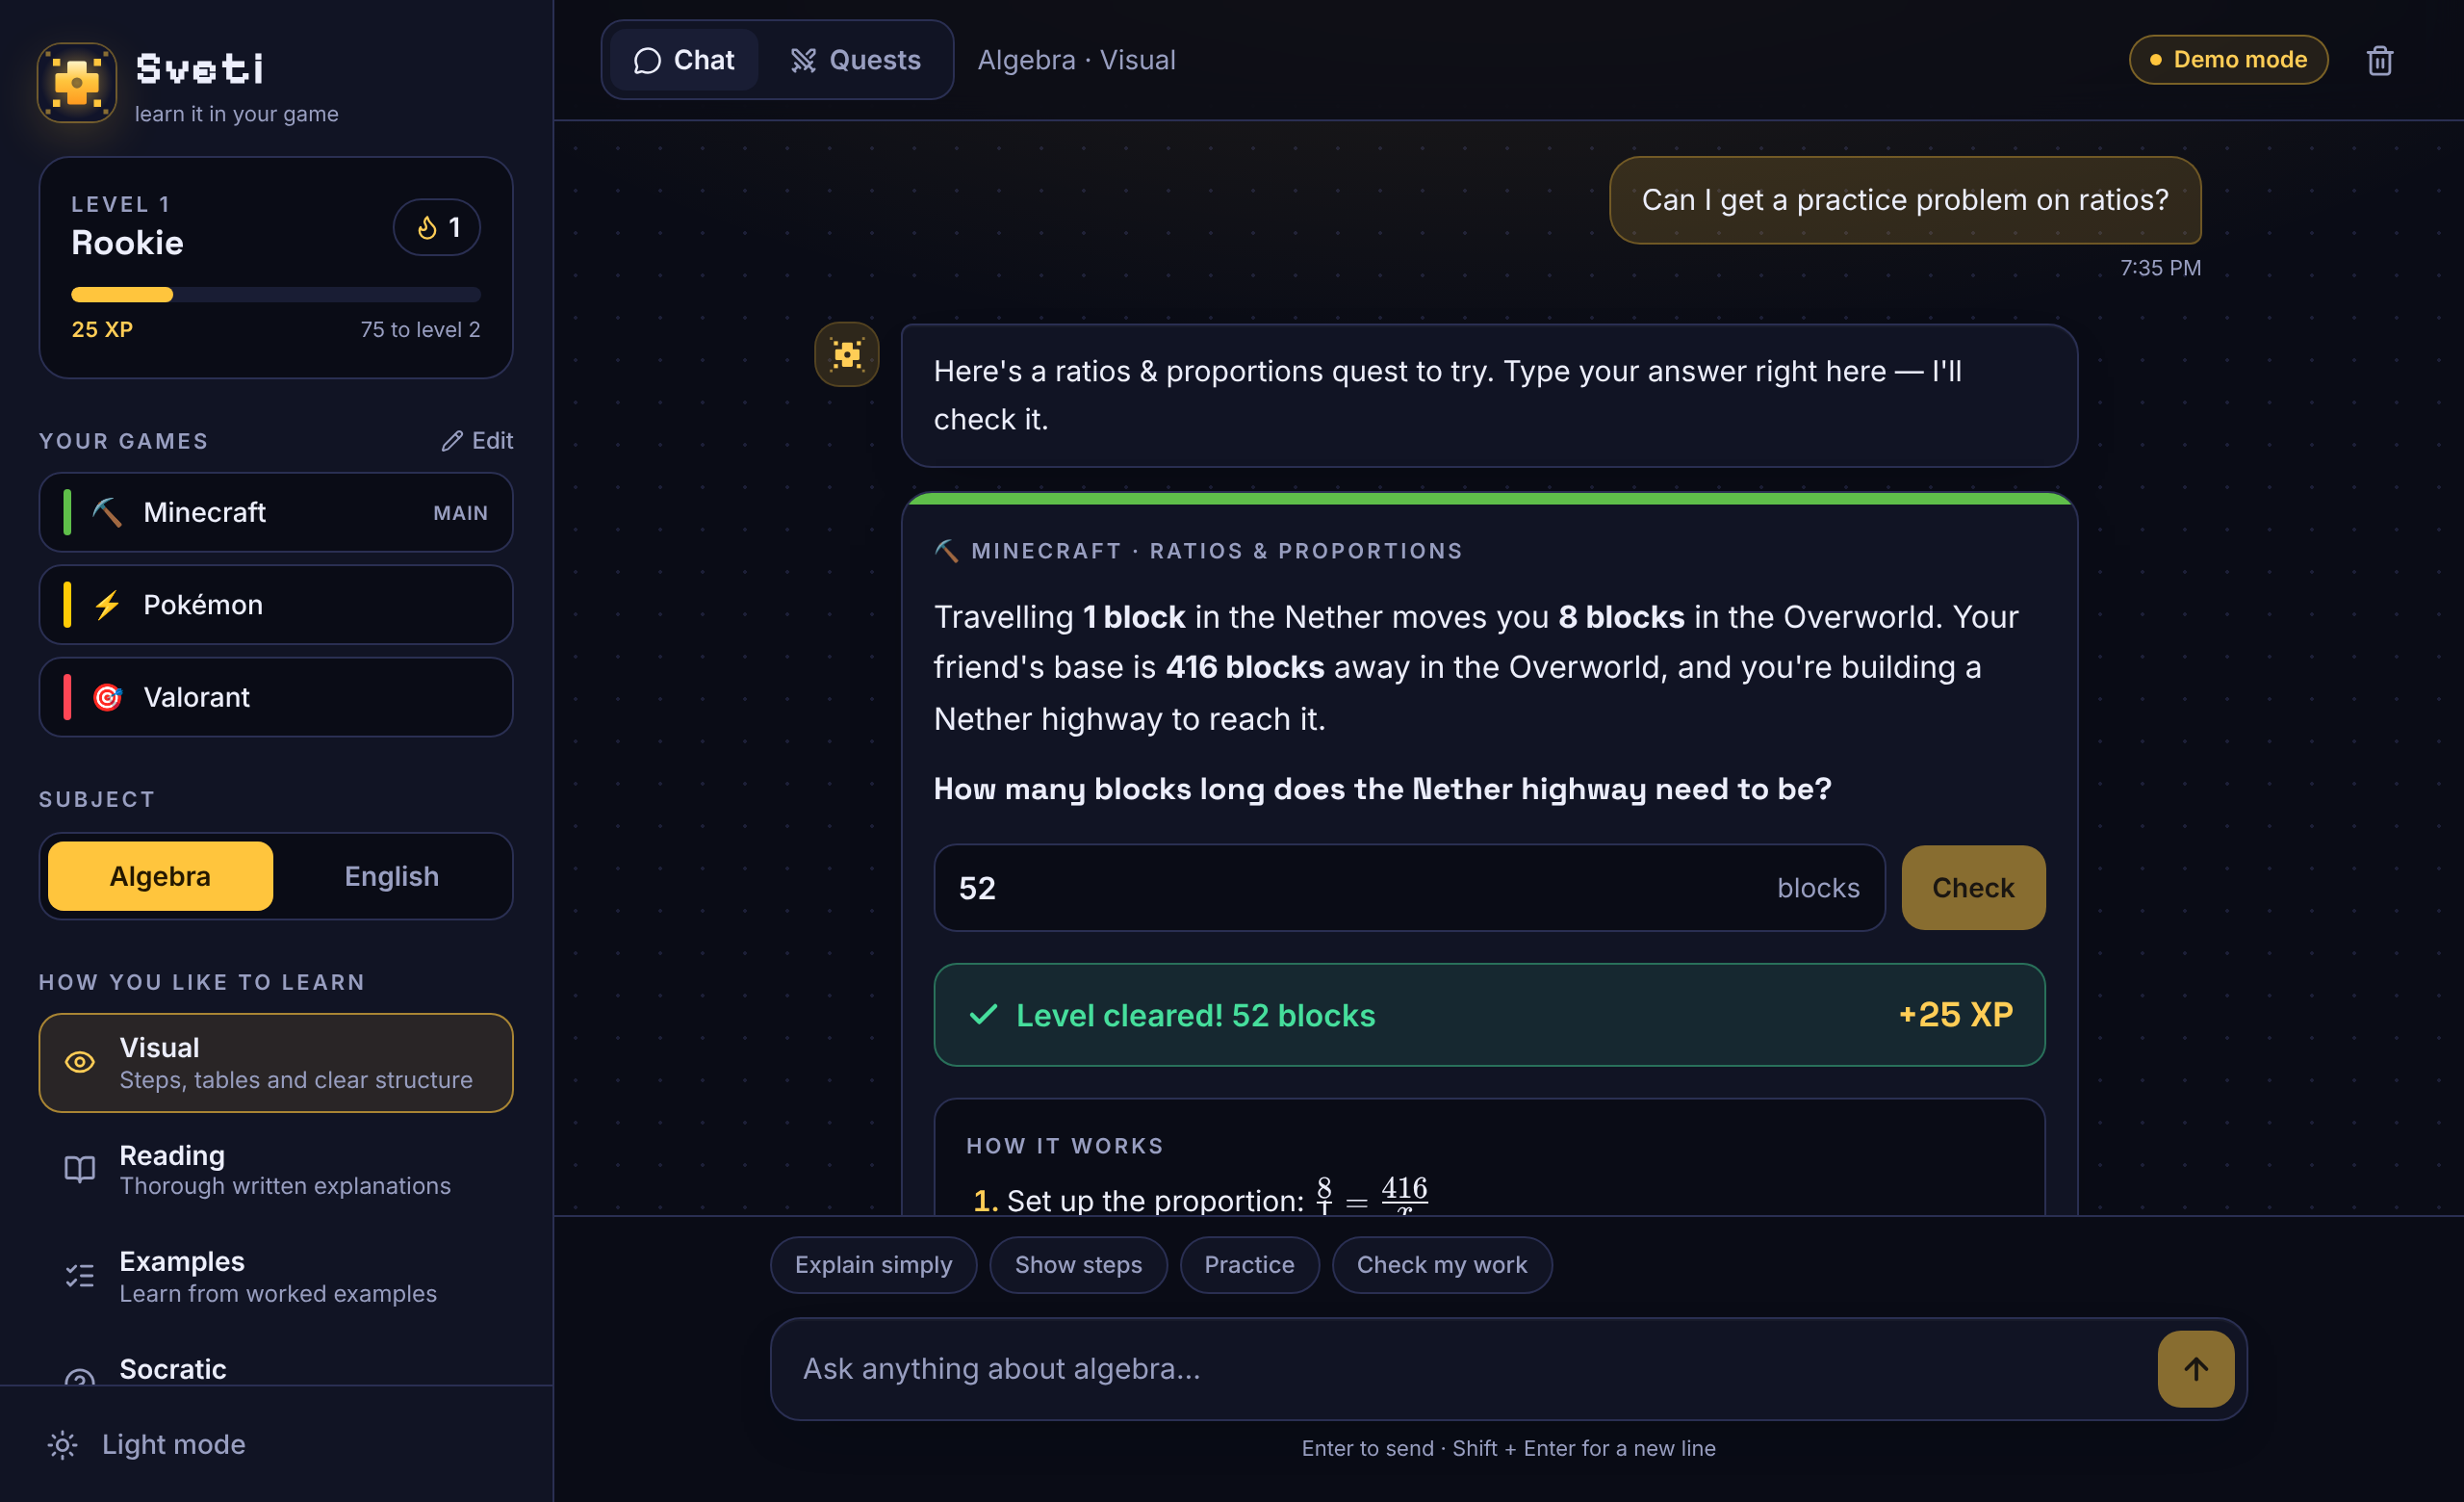 Sveti
learn it in your game
LEVEL 1
Rookie
1
25 XP
75 to level 2
YOUR GAMES
Edit
Minecraft
MAIN
Pokémon
Valorant
SUBJECT
Algebra
English
HOW YOU LIKE TO LEARN
Visual
Steps, tables and clear structure
Reading
Thorough written explanations
Examples
Learn from worked examples
Socratic
Light mode
Chat
Quests
Algebra · Visual
Demo mode
Can I get a practice problem on ratios?
7:35 PM
Here's a ratios & proportions quest to try. Type your answer right here — I'll
check it.
MINECRAFT · RATIOS & PROPORTIONS
Travelling 1 block in the Nether moves you 8 blocks in the Overworld. Your
friend's base is 416 blocks away in the Overworld, and you're building a
Nether highway to reach it.
How many blocks long does the Nether highway need to be?
52
blocks
Check
Level cleared! 52 blocks
+25 XP
HOW IT WORKS
1. Set up the proportion: 8/1 = 416/x
Explain simply
Show steps
Practice
Check my work
Ask anything about algebra...
Enter to send · Shift + Enter for a new line